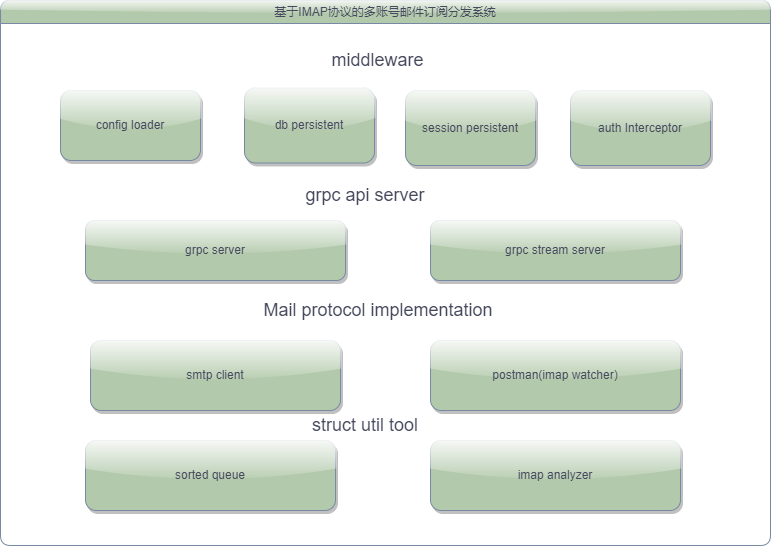 基于IMAP协议的多账号邮件订阅分发系统
middleware
config loader
db persistent
session persistent
auth Interceptor
grpc api server
grpc server
grpc stream server
Mail protocol implementation
smtp client
postman(imap watcher)
struct util tool
sorted queue
imap analyzer